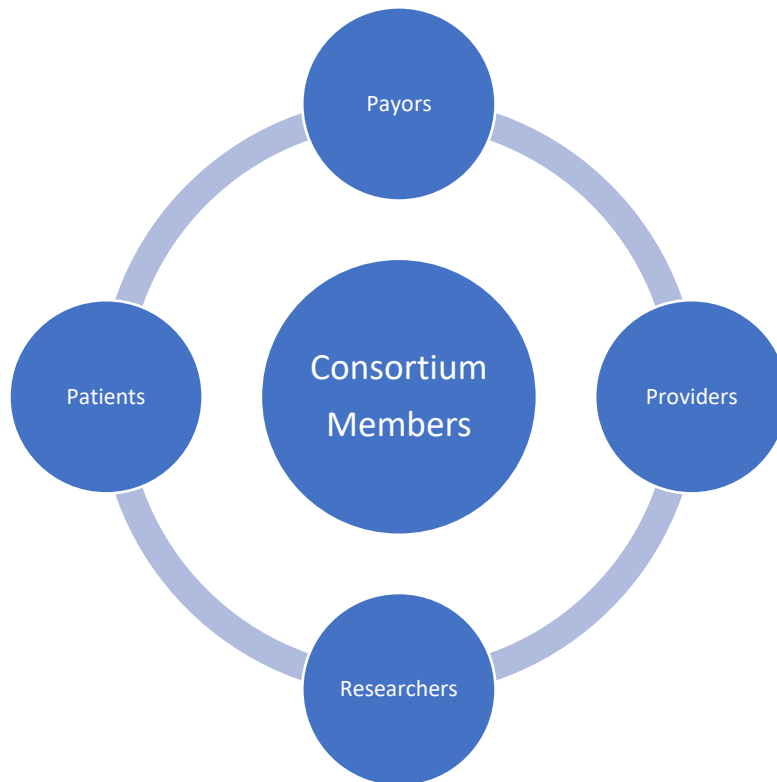 Payors
Consortium
Members
Patients
Providers
Researchers